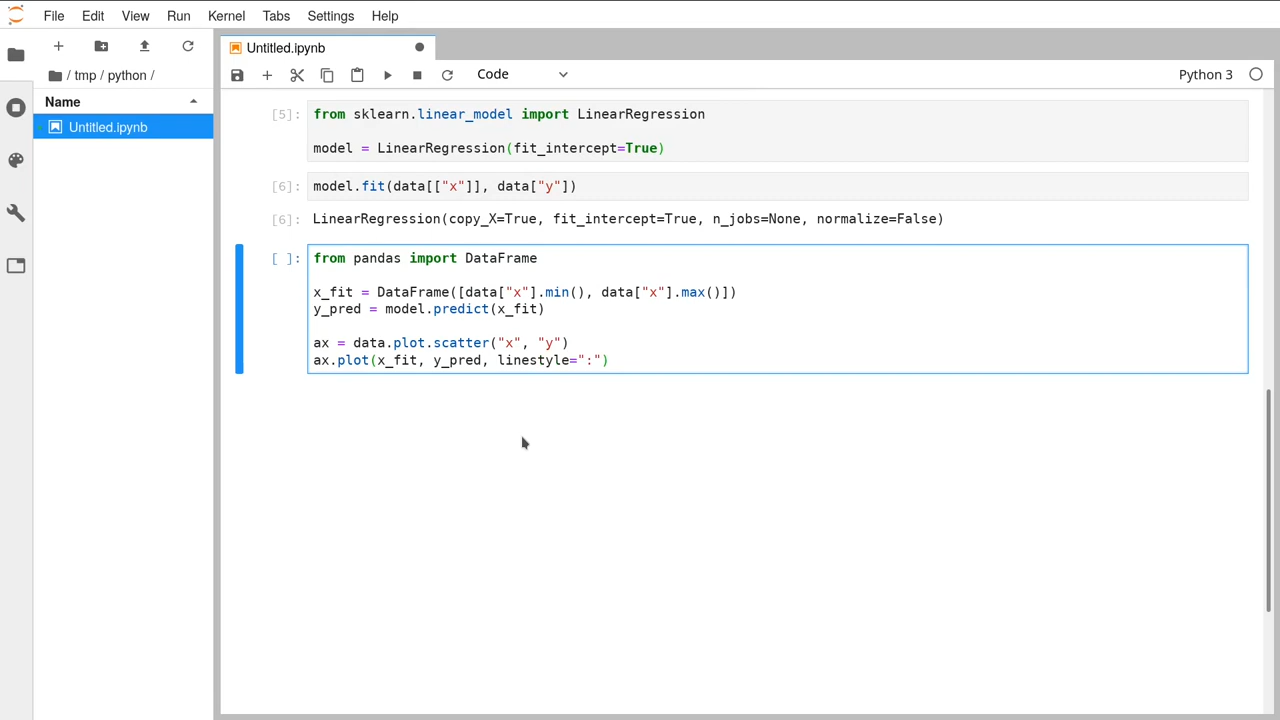 File Edit View Run Kernel Tabs Settings Help
Untitled.ipynb
Code
Python 3
/ tmp / python /
Name
Untitled.ipynb
[5]: from sklearn.linear_model import LinearRegression
model = LinearRegression(fit_intercept=True)
[6]: model.fit(data[["x"]], data["y"])
[6]: LinearRegression(copy_X=True, fit_intercept=True, n_jobs=None, normalize=False)
[ ]: from pandas import DataFrame
x_fit = DataFrame([data["x"].min(), data["x"].max()])
y_pred = model.predict(x_fit)
ax = data.plot.scatter("x", "y")
ax.plot(x_fit, y_pred, linestyle=":")